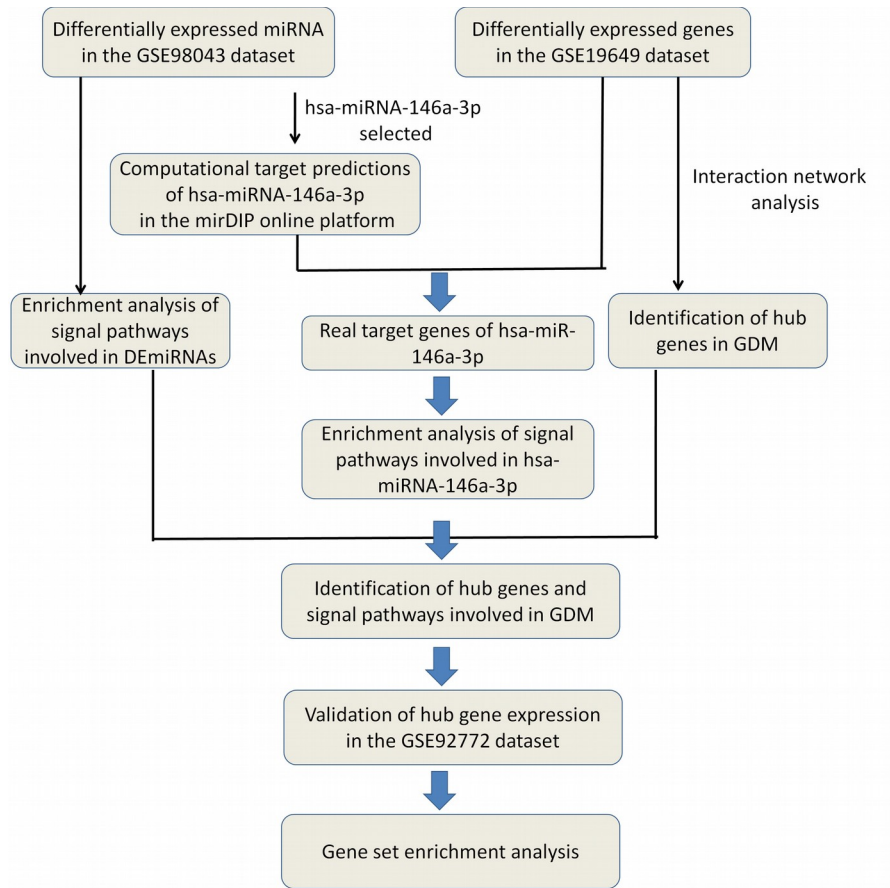 Differentially expressed miRNA
in the GSE98043 dataset
Differentially expressed genes
in the GSE19649 dataset
hsa-miRNA-146a-3p
selected
Computational target predictions
of hsa-miRNA-146a-3p
in the mirDIP online platform
Interaction network
analysis
Enrichment analysis of
signal pathways
involved in DEmiRNAs
Real target genes of hsa-miR-
146a-3p
Identification of hub
genes in GDM
Enrichment analysis of signal
pathways involved in hsa-
miRNA-146a-3p
Identification of hub genes and
signal pathways involved in GDM
Validation of hub gene expression
in the GSE92772 dataset
Gene set enrichment analysis